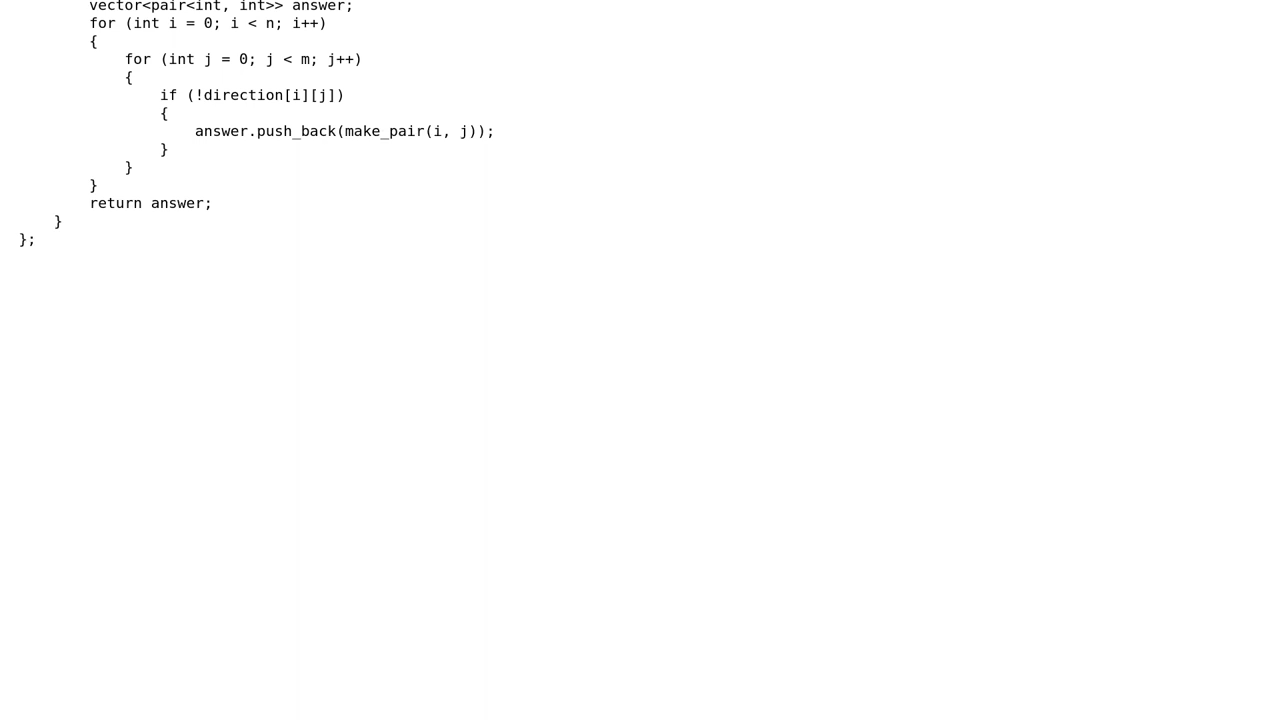 vector<pair<int, int>> answer;
        for (int i = 0; i < n; i++)
        {
            for (int j = 0; j < m; j++)
            {
                if (!direction[i][j])
                {
                    answer.push_back(make_pair(i, j));
                }
            }
        }
        return answer;
    }
};